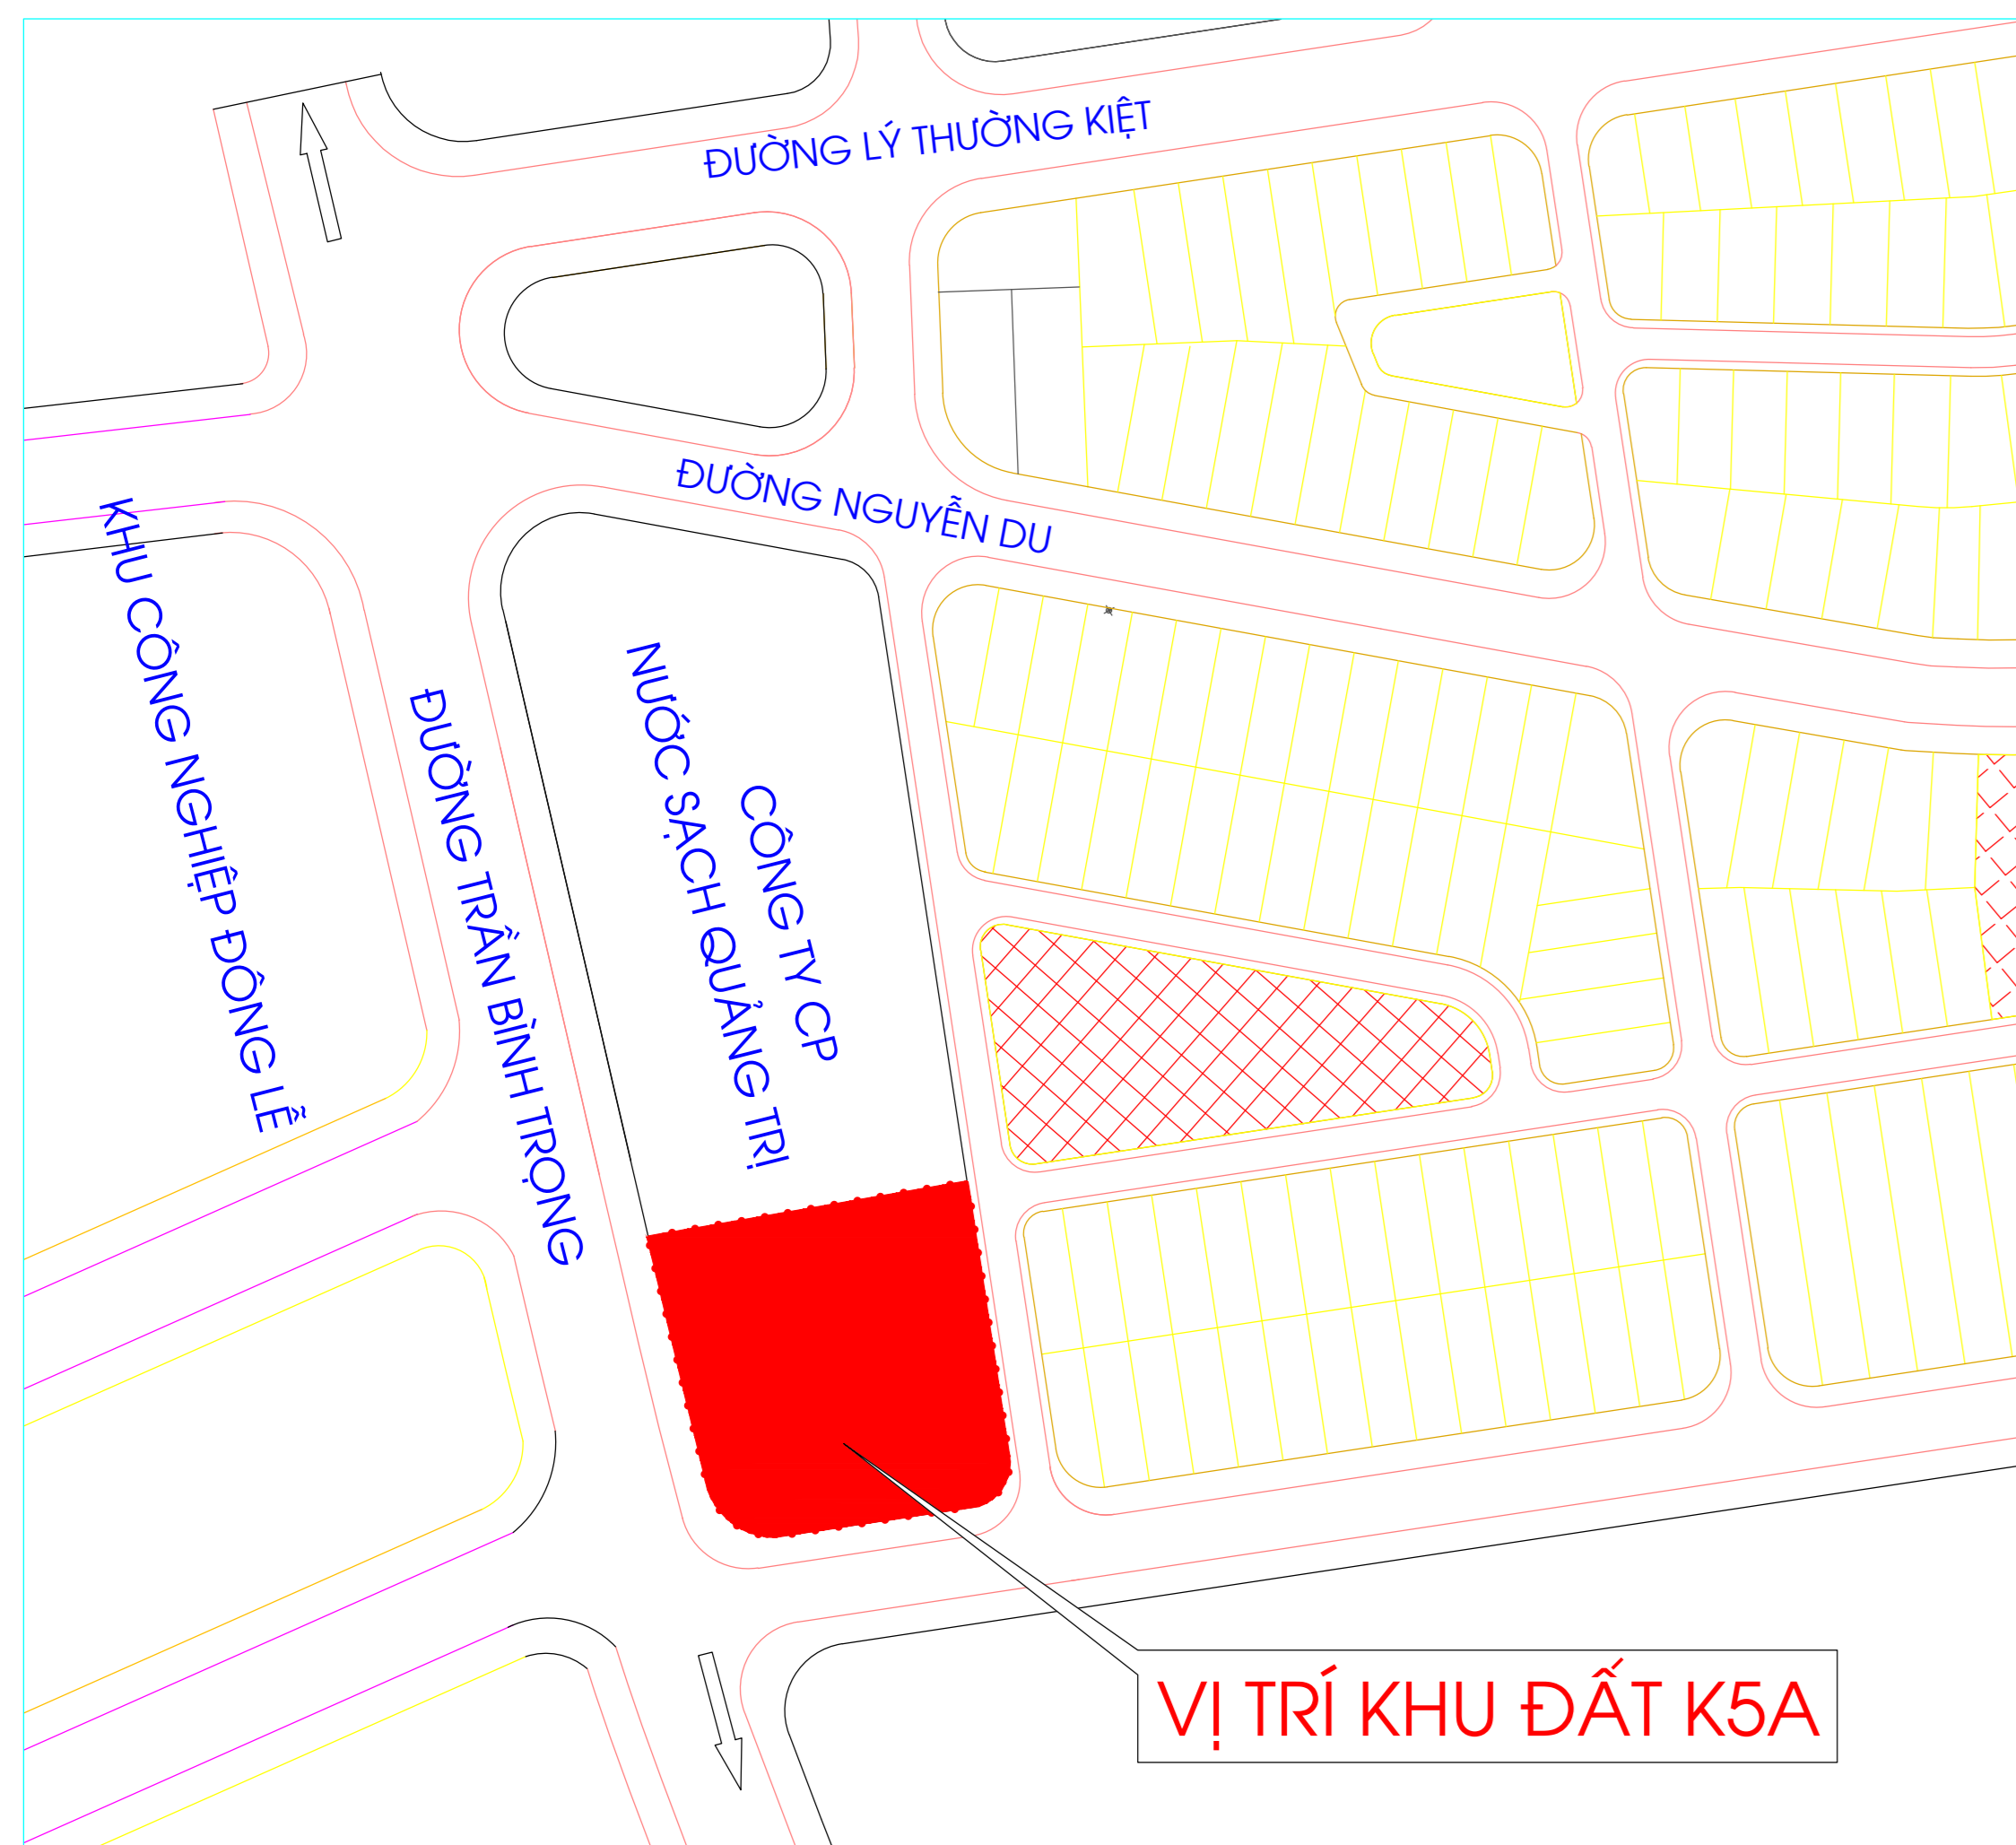 ĐƯỜNG LÝ THƯỜNG KIỆT
ĐƯỜNG NGUYỄN DU
KHU CÔNG NGHIỆP ĐÔNG LỄ
ĐƯỜNG TRẦN BÌNH TRỌNG
CÔNG TY CP
NƯỚC SẠCH QUẢNG TRỊ
VỊ TRÍ KHU ĐẤT K5A